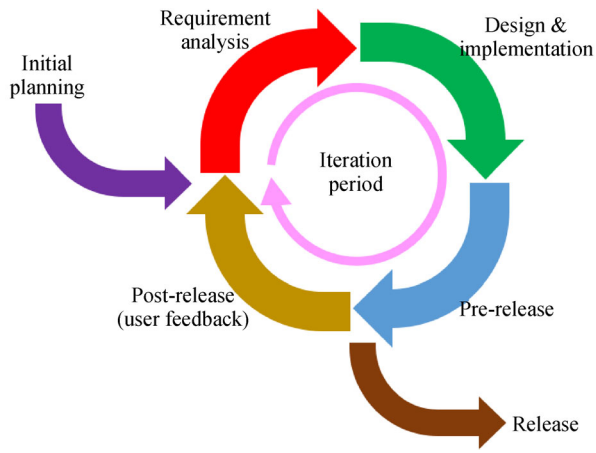 Requirement
analysis
Design &
implementation
Initial
planning
Iteration
period
Post-release
(user feedback)
Pre-release
Release